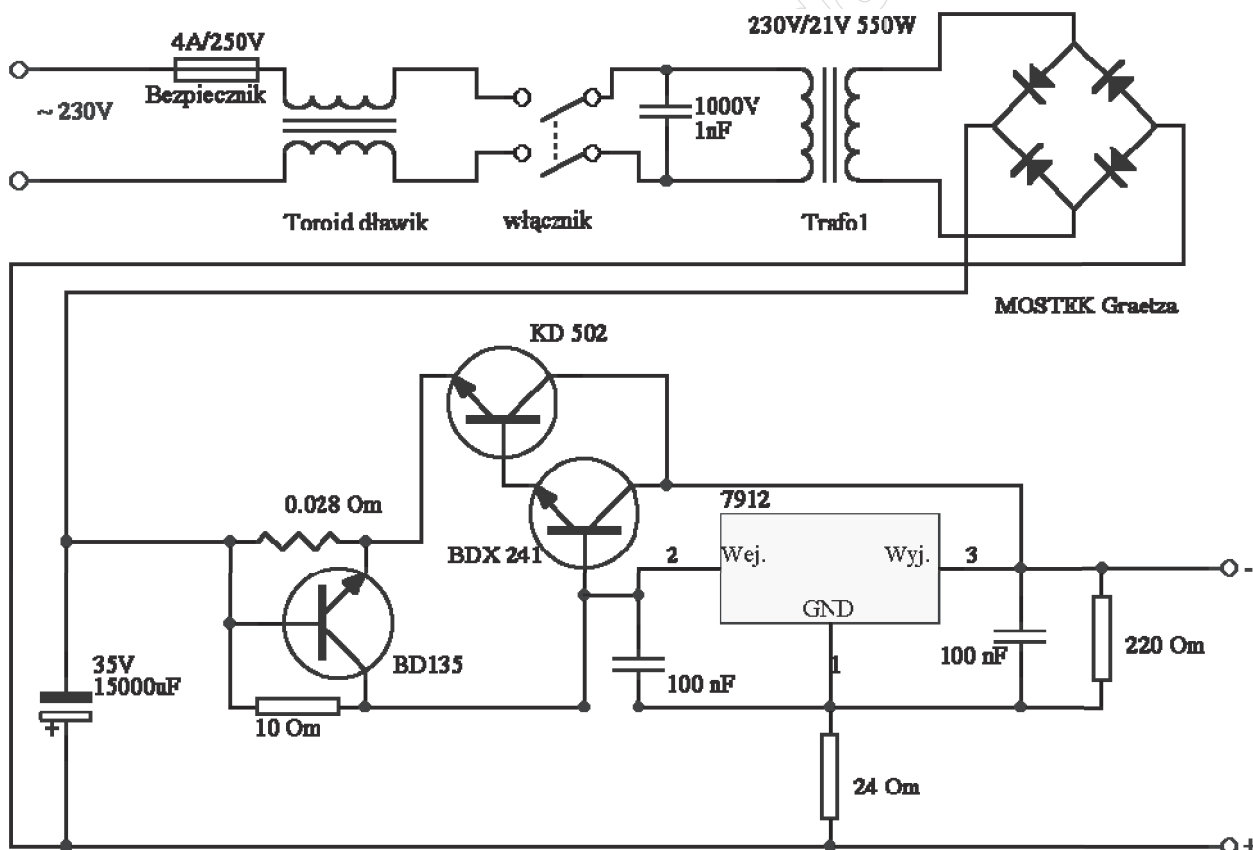 4A/250V
Bezpiecznik
~ 230V
Toroid dławik
włącznik
1000V
1nF
230V/21V 550W
Trafo1
MOSTEK Graetza
KD 502
0.028 Om
BDX 241
7912
2
Wej.
Wyj.
3
GND
1
-
BD135
35V
15000uF
+
10 Om
100 nF
100 nF
220 Om
24 Om
+